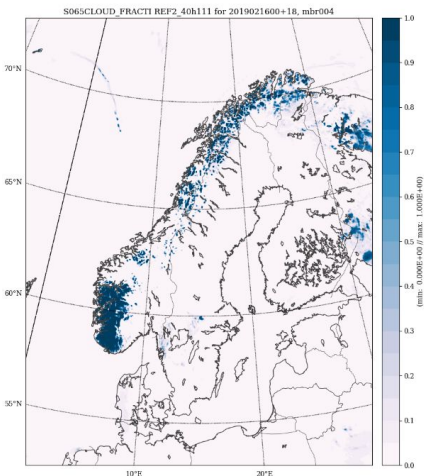 S065CLOUD_FRACTI REF2_40h111 for 2019021600+18, mbr004
1.0
0.9
0.8
0.7
0.6
0.5
0.4
0.3
0.2
0.1
0.0
(min: 0.000E+00 // max: 1.000E+00)
70°N
65°N
60°N
55°N
10°E
20°E